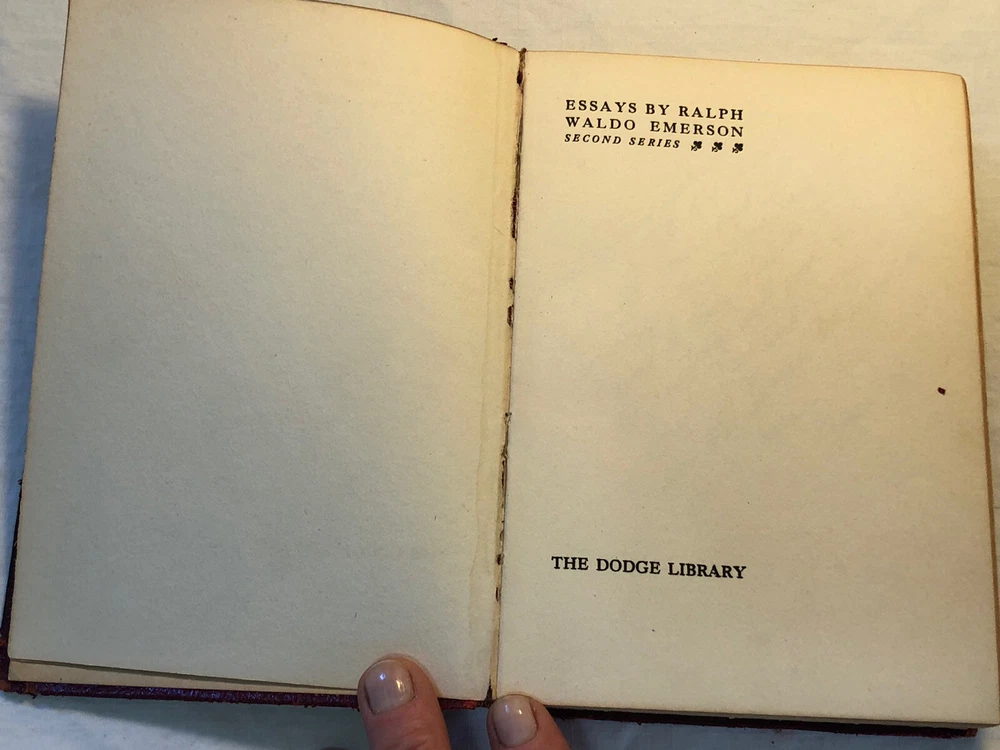 ESSAYS BY RALPH
WALDO EMERSON
SECOND SERIES
THE DODGE LIBRARY